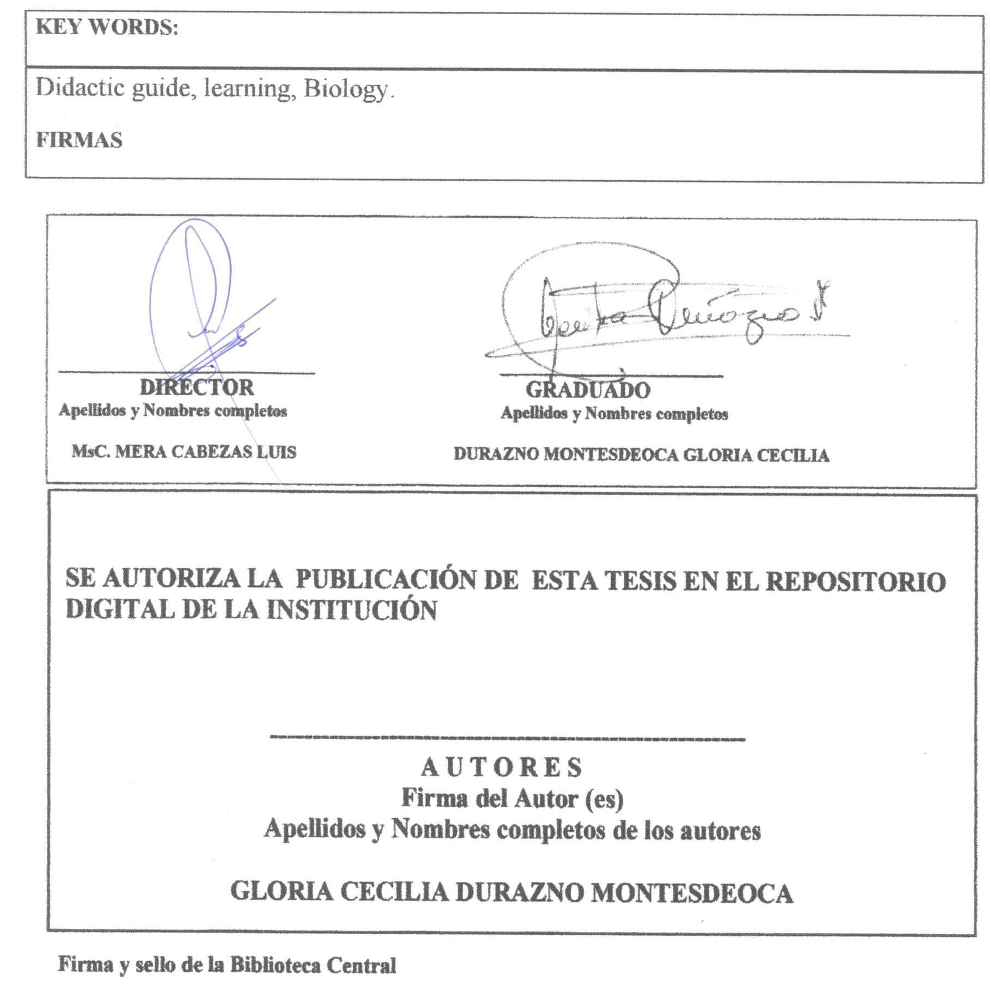 KEY WORDS:
Didactic guide, learning, Biology.
FIRMAS
DIRECTOR
Apellidos y Nombres completos
MsC. MERA CABEZAS LUIS
GRADUADO
Apellidos y Nombres completos
DURAZNO MONTESDEOCA GLORIA CECILIA
SE AUTORIZA LA PUBLICACIÓN DE ESTA TESIS EN EL REPOSITORIO
DIGITAL DE LA INSTITUCIÓN
AUTORES
Firma del Autor (es)
Apellidos y Nombres completos de los autores
GLORIA CECILIA DURAZNO MONTESDEOCA
Firma y sello de la Biblioteca Central